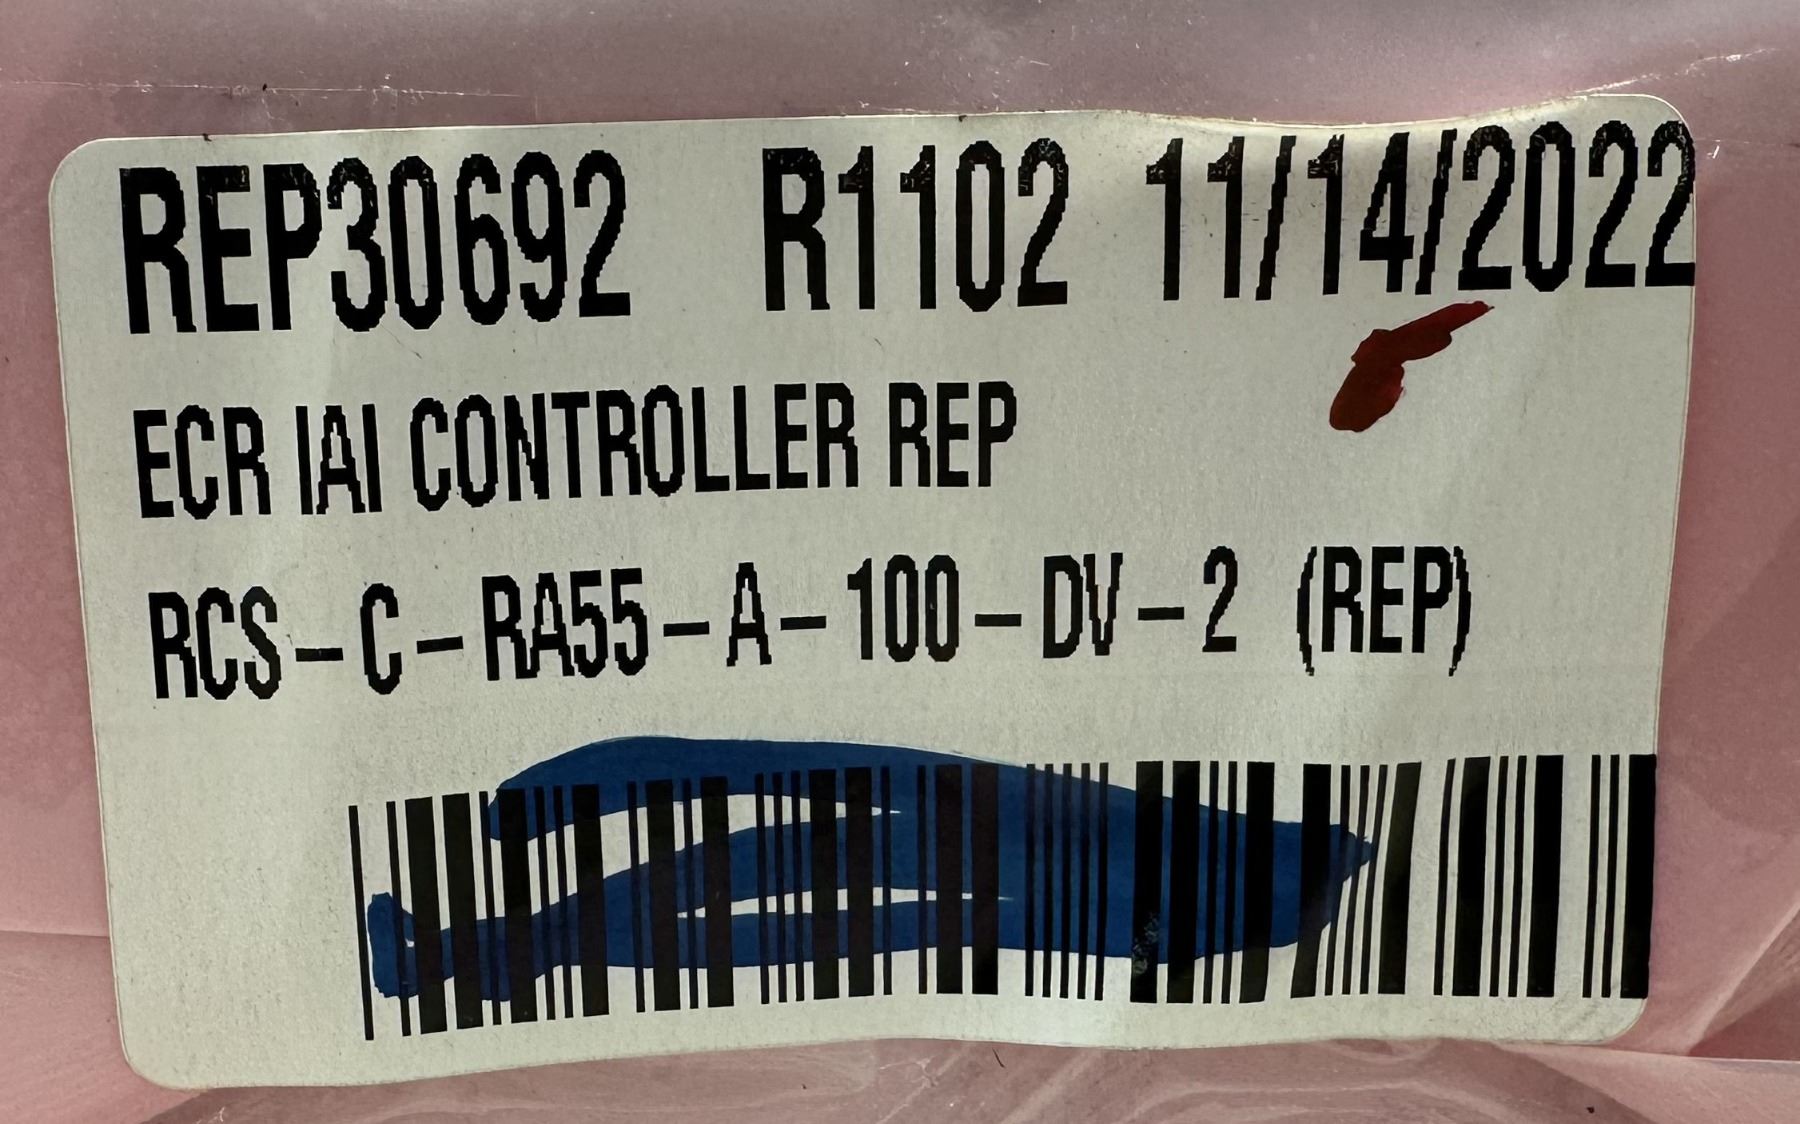 REP30692 R1102 11/14/2022
ECR IAI CONTROLLER REP
RCS-C-RA55-A-100-DV-2 (REP)